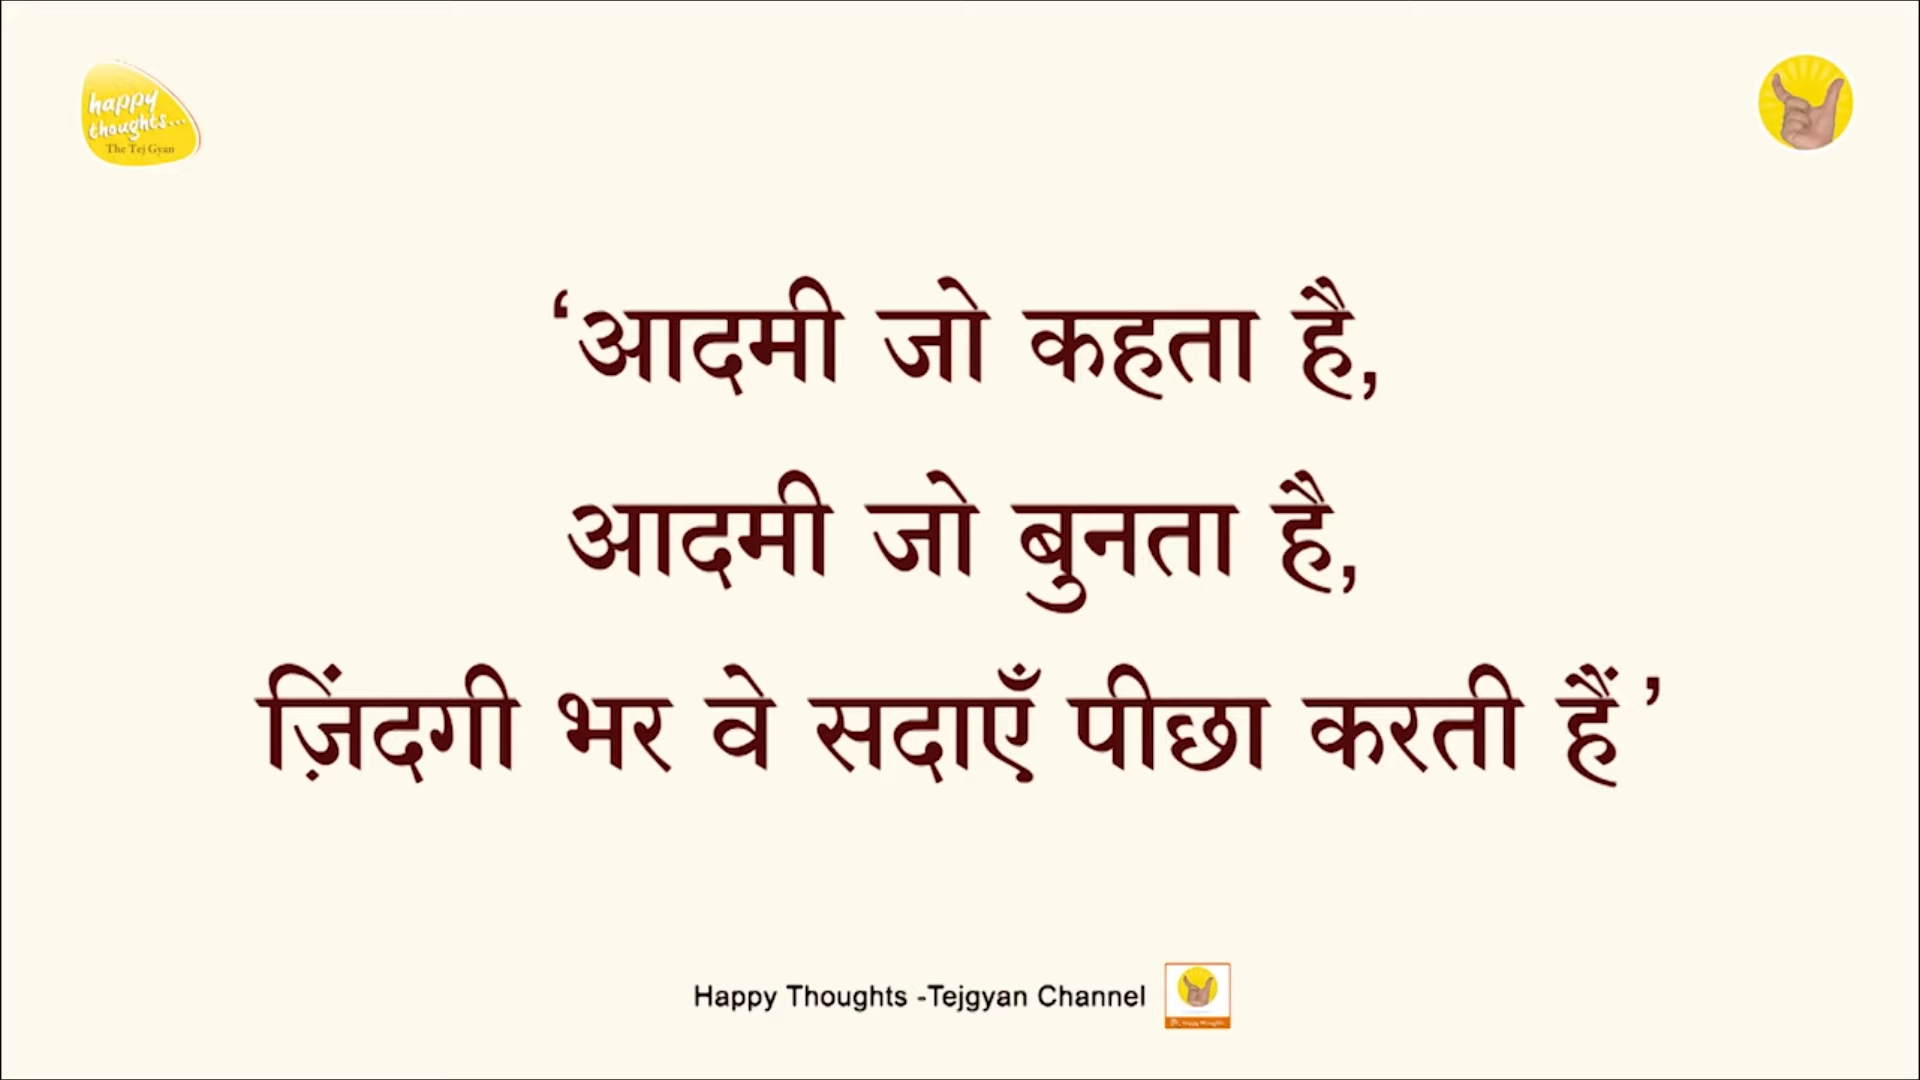 happy
thoughts...
The Tej Gyan
‘आदमी जो कहता है,
आदमी जो बुनता है,
ज़िंदगी भर वे सदाएँ पीछा करती हैं’
Happy Thoughts -Tejgyan Channel